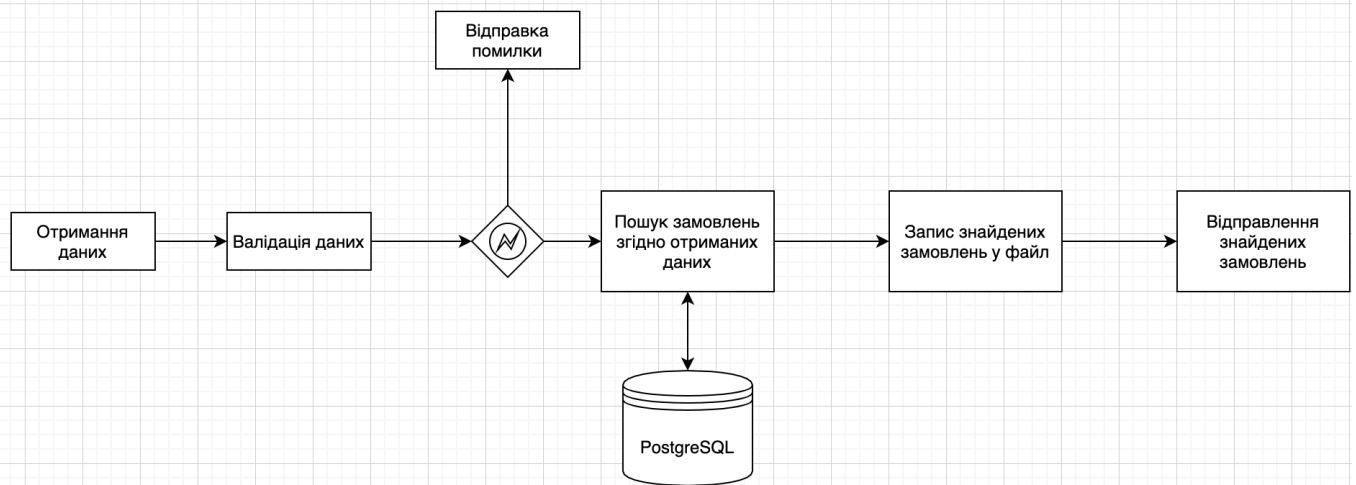 Відправка
помилки
Отримання
даних
Валідація даних
Пошук замовлень
згідно отриманих
даних
Запис знайдених
замовлень у файл
Відправлення
знайдених
замовлень
PostgreSQL